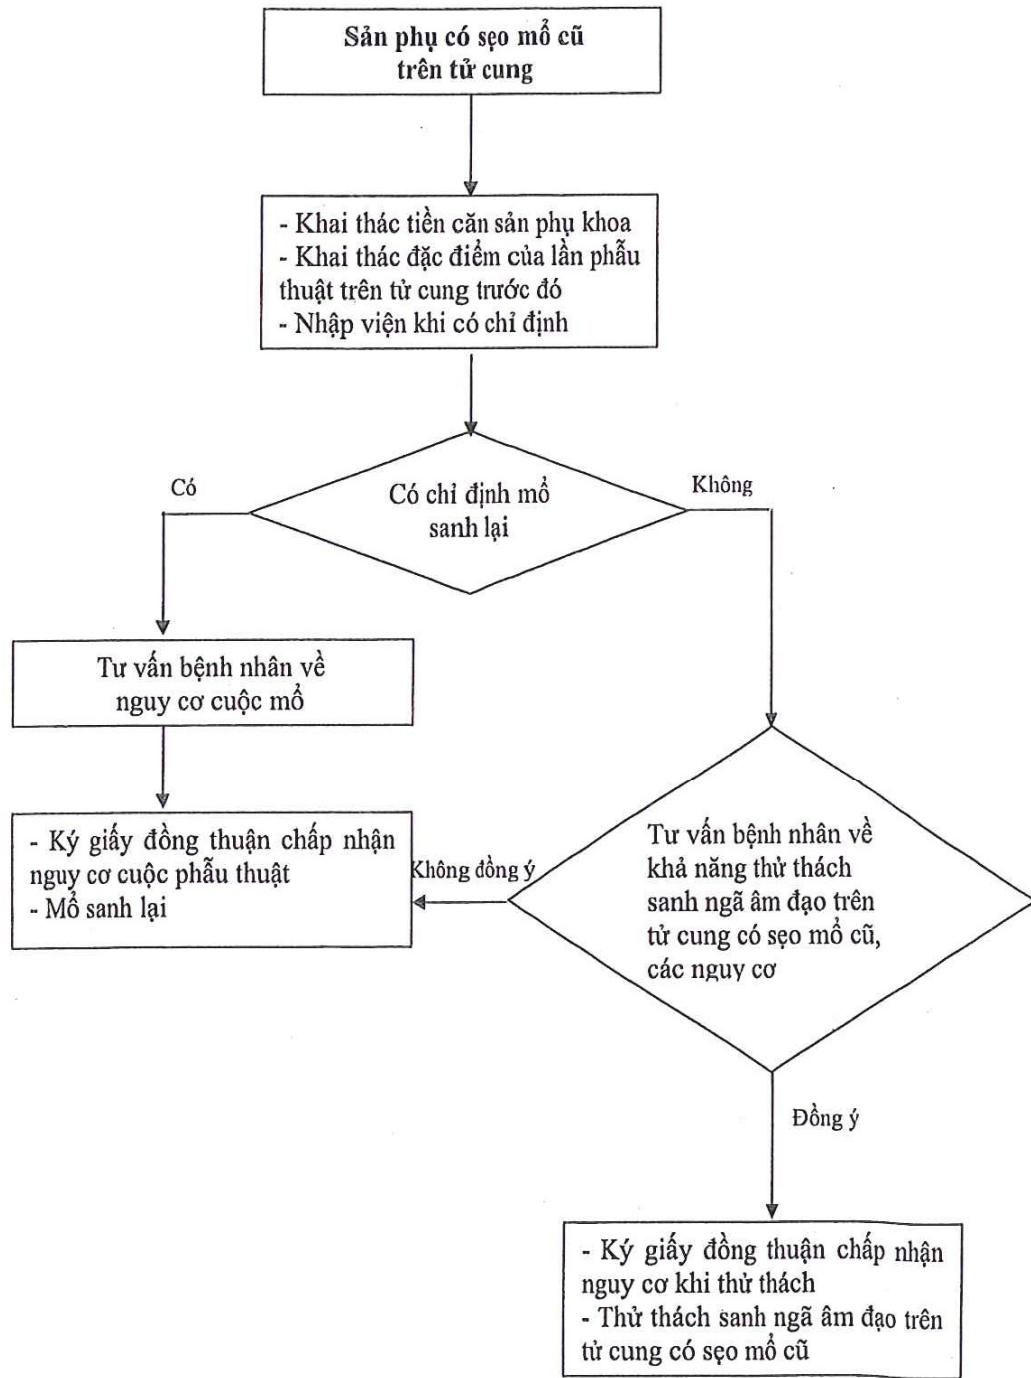 Sản phụ có sẹo mổ cũ
trên tử cung
- Khai thác tiền căn sản phụ khoa
- Khai thác đặc điểm của lần phẫu
thuật trên tử cung trước đó
- Nhập viện khi có chỉ định
Có
Có chỉ định mổ
sanh lại
Không
Tư vấn bệnh nhân về
nguy cơ cuộc mổ
- Ký giấy đồng thuận chấp nhận
nguy cơ cuộc phẫu thuật
- Mổ sanh lại
Không đồng ý
Tư vấn bệnh nhân về
khả năng thử thách
sanh ngã âm đạo trên
tử cung có sẹo mổ cũ,
các nguy cơ
Đồng ý
- Ký giấy đồng thuận chấp nhận
nguy cơ khi thử thách
- Thử thách sanh ngã âm đạo trên
tử cung có sẹo mổ cũ